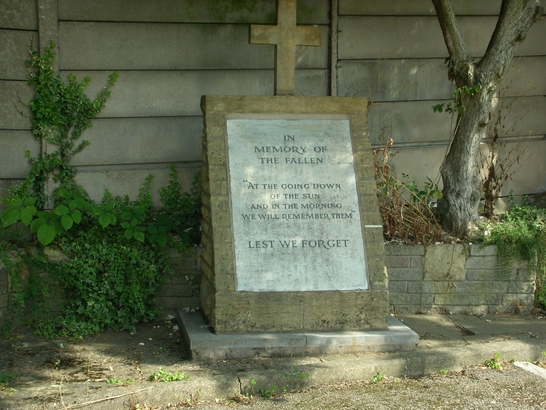 IN
MEMORY OF
THE FALLEN
"AT THE GOING DOWN
OF THE SUN
AND IN THE MORNING
WE WILL REMEMBER THEM"
LEST WE FORGET